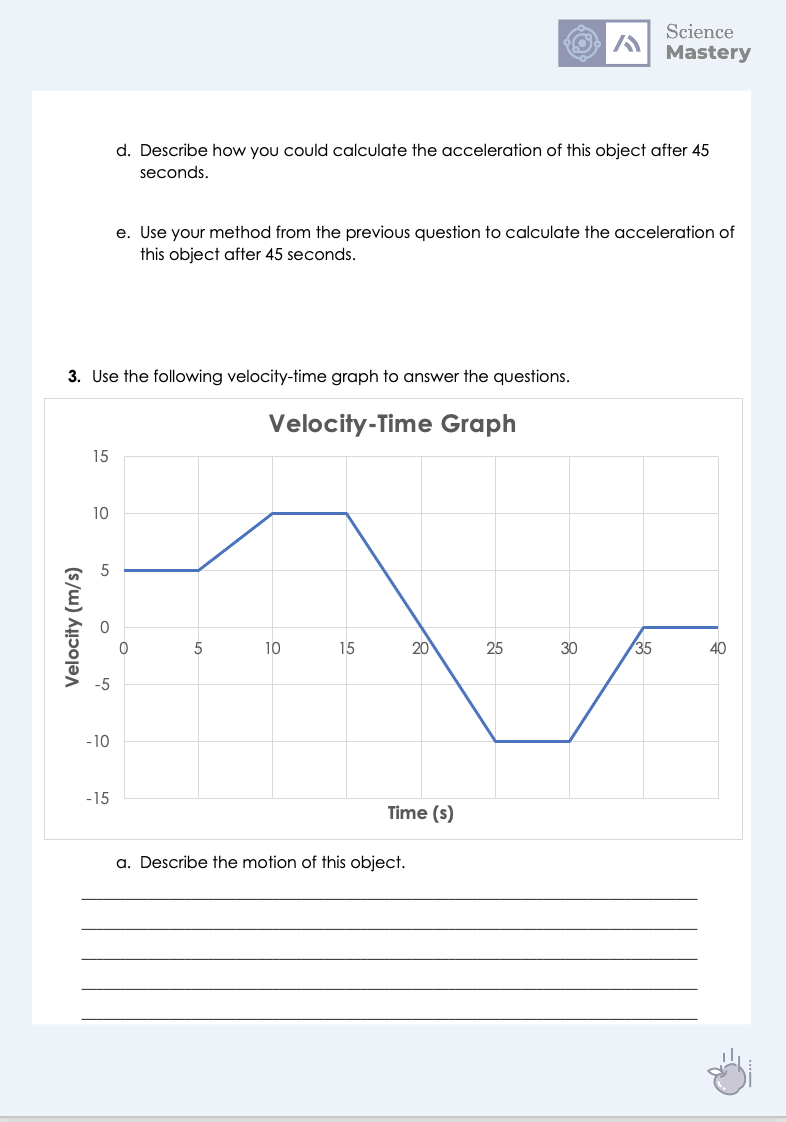 Science
Mastery
d. Describe how you could calculate the acceleration of this object after 45
seconds.
e. Use your method from the previous question to calculate the acceleration of
this object after 45 seconds.
3. Use the following velocity-time graph to answer the questions.
Velocity-Time Graph
15
10
5
0
-5
-10
-15
Velocity (m/s)
0 5 10 15 20 25 30 35 40
Time (s)
a. Describe the motion of this object.